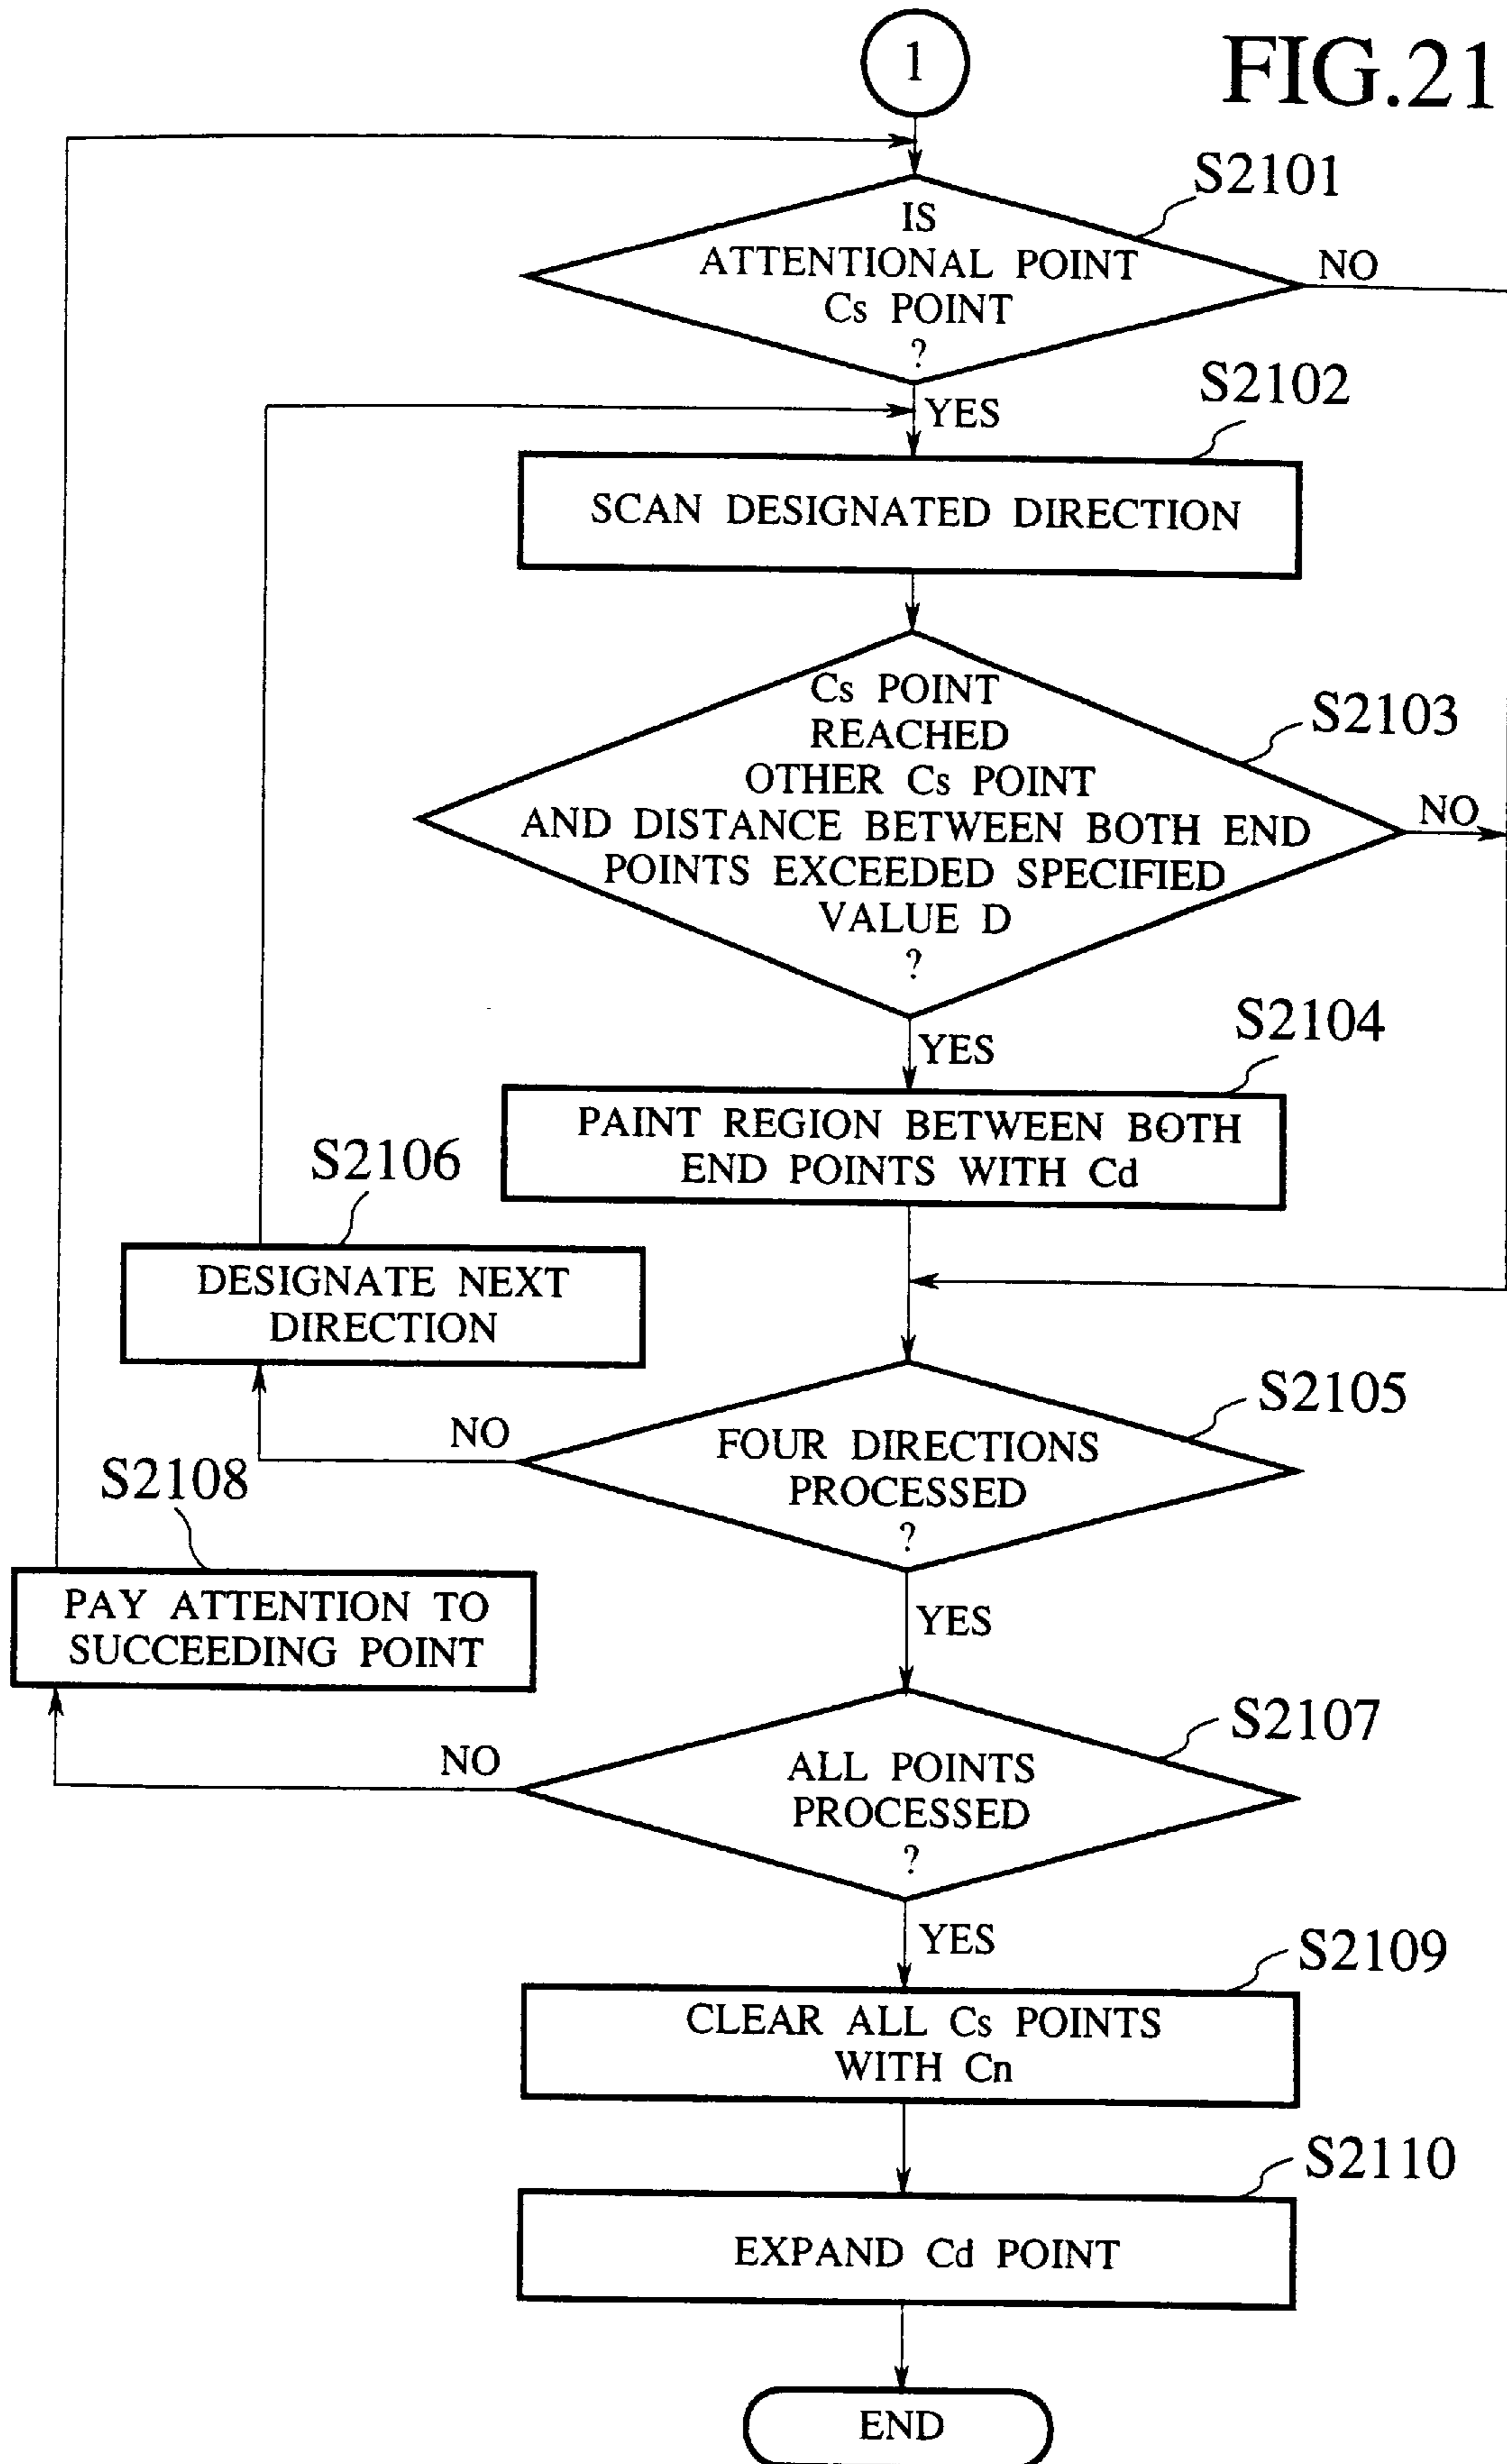 1
FIG.21
S2101
IS
ATTENTIONAL POINT
Cs POINT
?
NO
YES
S2102
SCAN DESIGNATED DIRECTION
Cs POINT
REACHED
OTHER Cs POINT
AND DISTANCE BETWEEN BOTH END
POINTS EXCEEDED SPECIFIED
VALUE D
?
S2103
NO
YES
S2104
PAINT REGION BETWEEN BOTH
END POINTS WITH Cd
S2106
DESIGNATE NEXT
DIRECTION
S2105
NO
FOUR DIRECTIONS
PROCESSED
?
S2108
PAY ATTENTION TO
SUCCEEDING POINT
YES
S2107
NO
ALL POINTS
PROCESSED
?
YES
S2109
CLEAR ALL Cs POINTS
WITH Cn
S2110
EXPAND Cd POINT
END